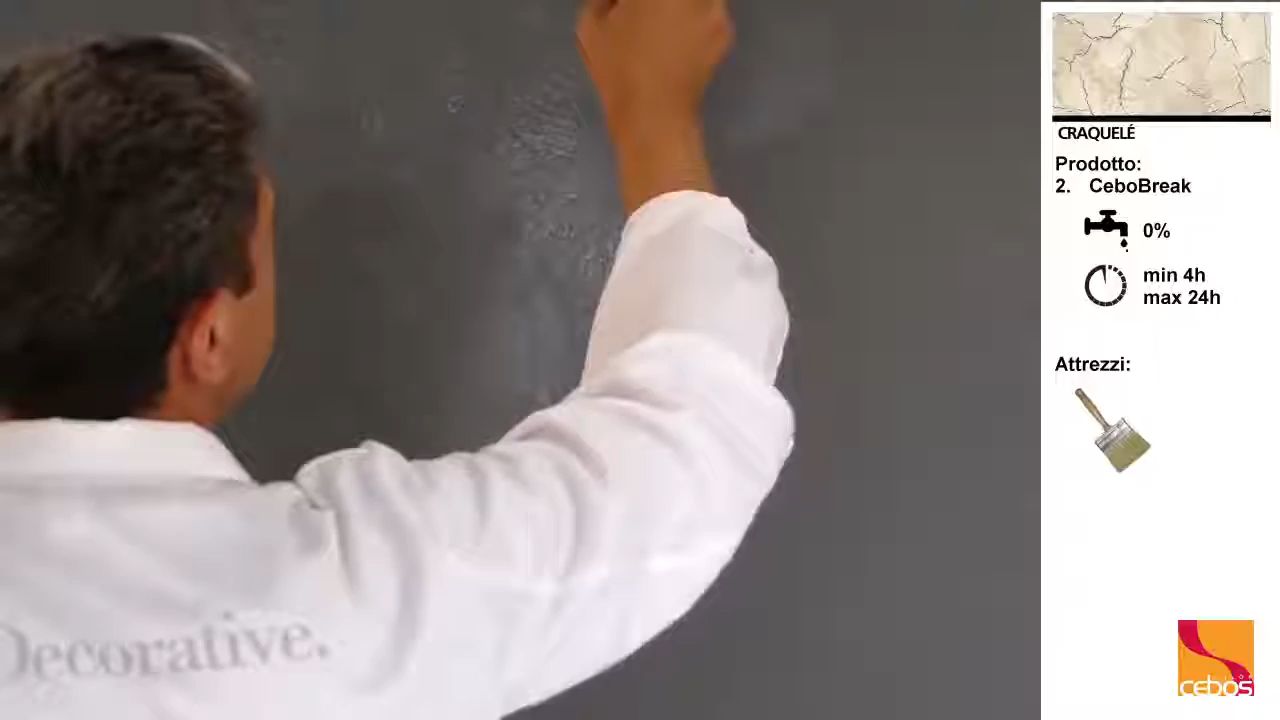 CRAQUELÉ
Prodotto:
2. CeboBreak
0%
min 4h
max 24h
Attrezzi:
Decorative.
cebos